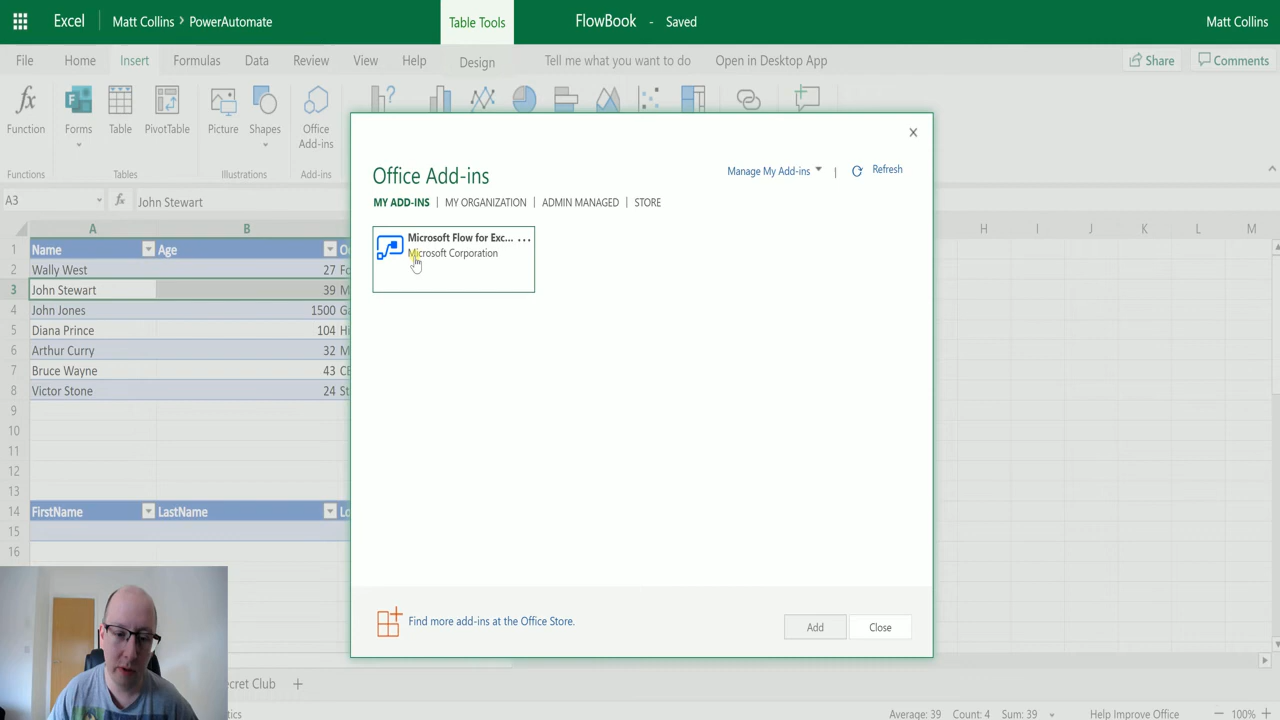 Excel
Matt Collins > PowerAutomate
Table Tools
FlowBook - Saved
Matt Collins
File
Home
Insert
Formulas
Data
Review
View
Help
Design
Tell me what you want to do
Open in Desktop App
Share
Comments
Function
Forms
Table
PivotTable
Picture
Shapes
Office
Add-ins
Functions
Tables
Illustrations
Add-ins
A3
fx
John Stewart
Office Add-ins
Manage My Add-ins
|
Refresh
MY ADD-INS | MY ORGANIZATION | ADMIN MANAGED | STORE
Microsoft Flow for Exc... ...
Microsoft Corporation
Find more add-ins at the Office Store.
Add
Close
A B H I J K L M
1 Name Age
2 Wally West 27
3 John Stewart 39
4 John Jones 1500
5 Diana Prince 104
6 Arthur Curry 32
7 Bruce Wayne 43
8 Victor Stone 24
9
10
11
12
13
14 FirstName LastName
15
16
ecret Club +
Average: 39 Count: 4 Sum: 39
Help Improve Office
100%